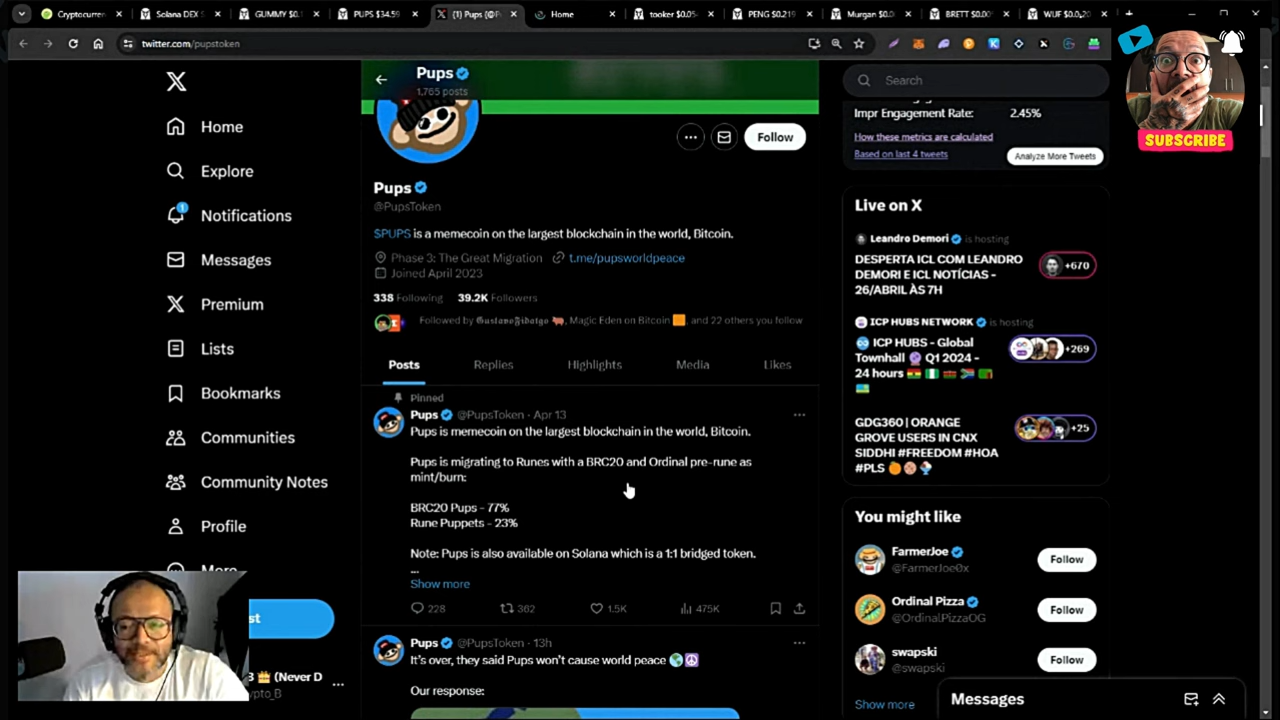 Cryptocurren
Solana DEX S
GUMMY $0.1
PUPS $34.59
(1) Pups (@P
Home
tooker $0.05
PENG $0.219
Murgan $0.0
BRETT $0.00
WUF $0.0
twitter.com/pupstoken
Pups
1,765 posts
Search
Impr Engagement Rate: 2.45%
How these metrics are calculated
Based on last 4 tweets
Analyze More Tweets
SUBSCRIBE
Home
Explore
1
Notifications
Messages
Premium
Lists
Bookmarks
Communities
Community Notes
Profile
More
st
(Never D
pto_B
Follow
Pups
@PupsToken
$PUPS is a memecoin on the largest blockchain in the world, Bitcoin.
Phase 3: The Great Migration t.me/pupsworldpeace
Joined April 2023
338 Following 39.2K Followers
Followed by 𝕲𝖚𝖘𝖙𝖆𝖛𝖔𝕱𝖎𝖉𝖆𝖑𝖌𝖔 🐂, Magic Eden on Bitcoin 🟧, and 22 others you follow
Posts
Replies
Highlights
Media
Likes
Pinned
Pups @PupsToken · Apr 13
Pups is memecoin on the largest blockchain in the world, Bitcoin.
Pups is migrating to Runes with a BRC20 and Ordinal pre-rune as
mint/burn:
BRC20 Pups - 77%
Rune Puppets - 23%
Note: Pups is also available on Solana which is a 1:1 bridged token.
...
Show more
228
362
1.5K
475K
Pups @PupsToken · 13h
It's over, they said Pups won't cause world peace 🌎☮️
Our response:
Live on X
Leandro Demori is hosting
DESPERTA ICL COM LEANDRO
DEMORI E ICL NOTÍCIAS -
26/ABRIL ÀS 7H
+670
ICP HUBS NETWORK is hosting
ICP HUBS - Global
Townhall Q1 2024 -
24 hours
+269
GDG360 | ORANGE
GROVE USERS IN CNX
SIDDHI #FREEDOM #HOA
#PLS
+25
You might like
FarmerJoe
@FarmerJoe0x
Follow
Ordinal Pizza
@OrdinalPizzaOG
Follow
swapski
@swapski
Follow
Show more
Messages